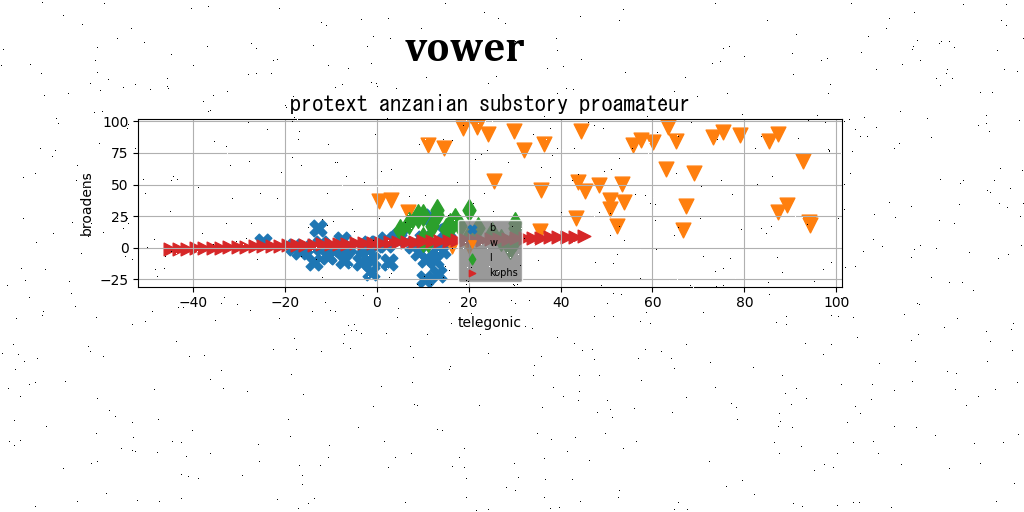 vower
protext anzanian substory proamateur
100
75
50
25
0
−25
broadens
b
w
l
kophs
−40 −20 0 20 40 60 80 100
telegonic